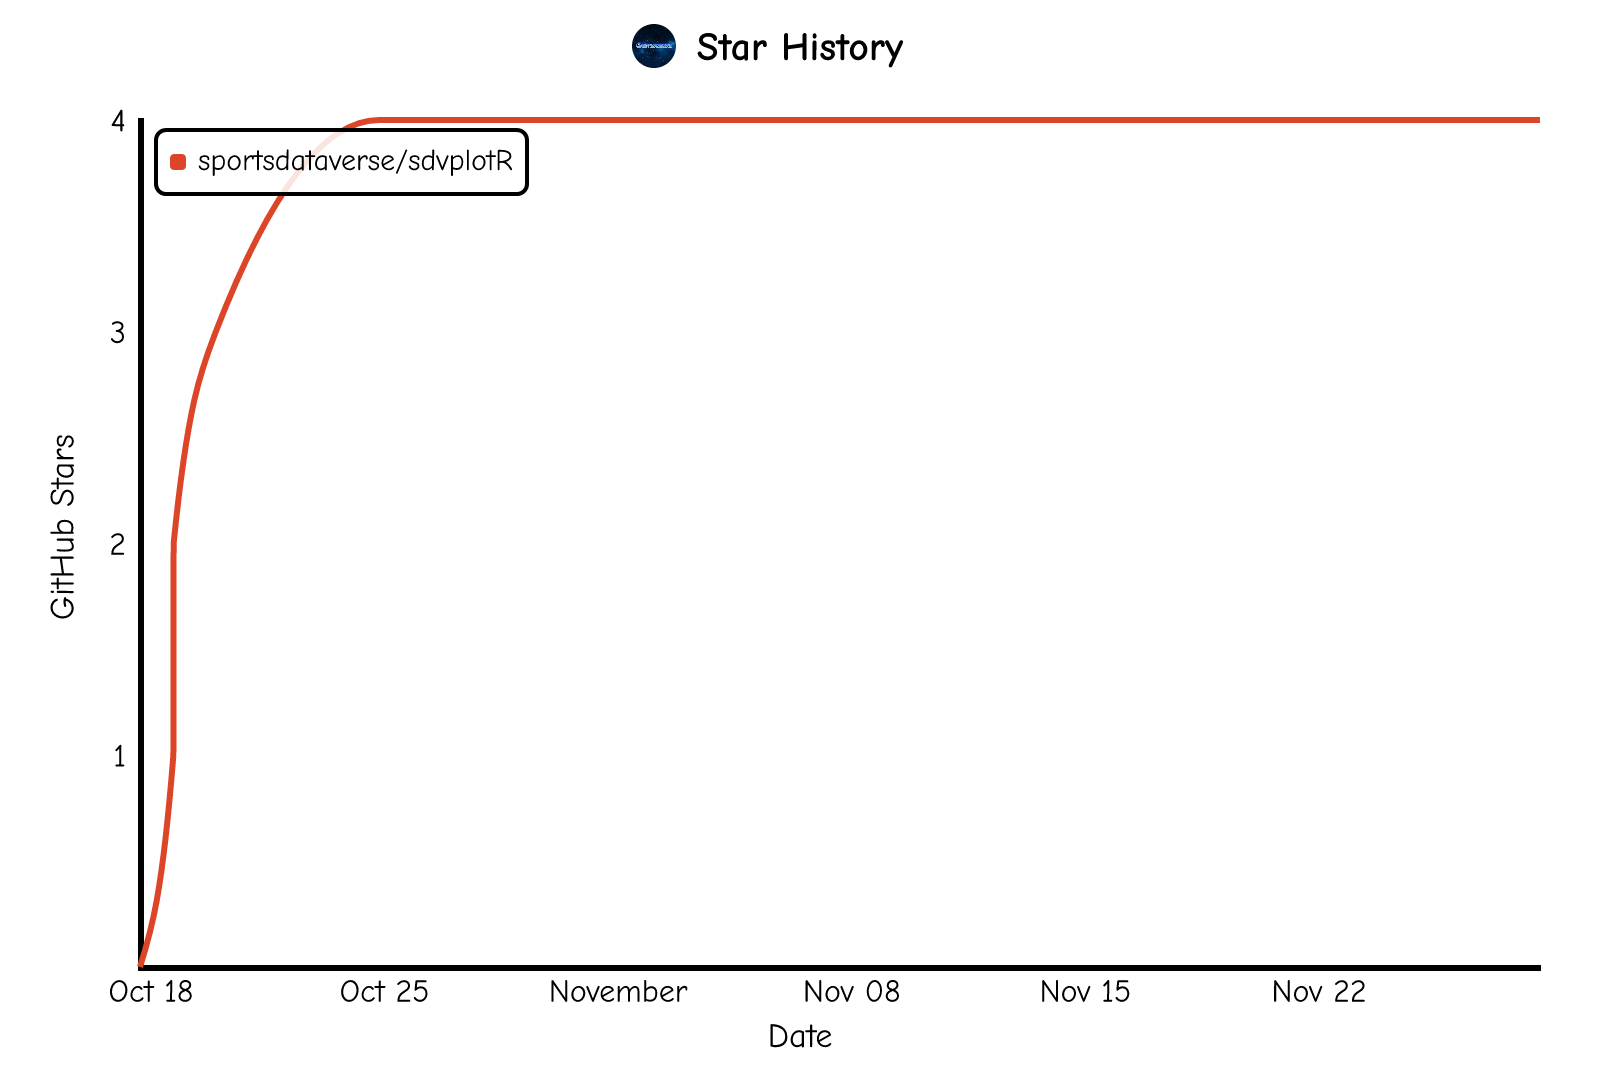 Star History
sportsdataverse/sdvplotR
4
3
2
1
GitHub Stars
Oct 18
Oct 25
November
Nov 08
Nov 15
Nov 22
Date